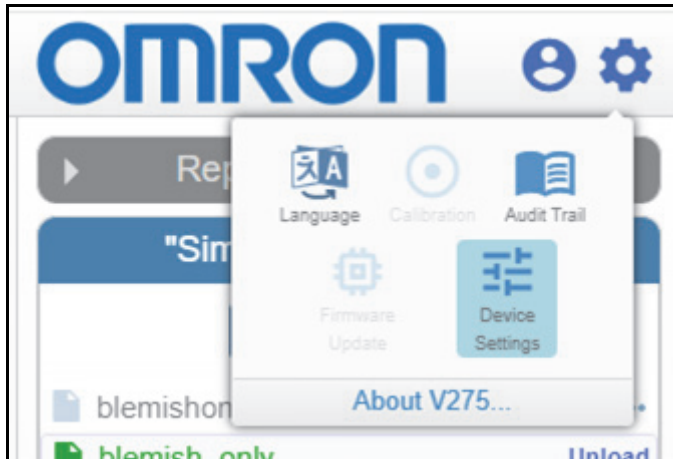 OMRON
Rep
Language
Calibration
Audit Trail
"Sim
Firmware
Update
Device
Settings
blemishon
About V275...
blemish_only
Upload